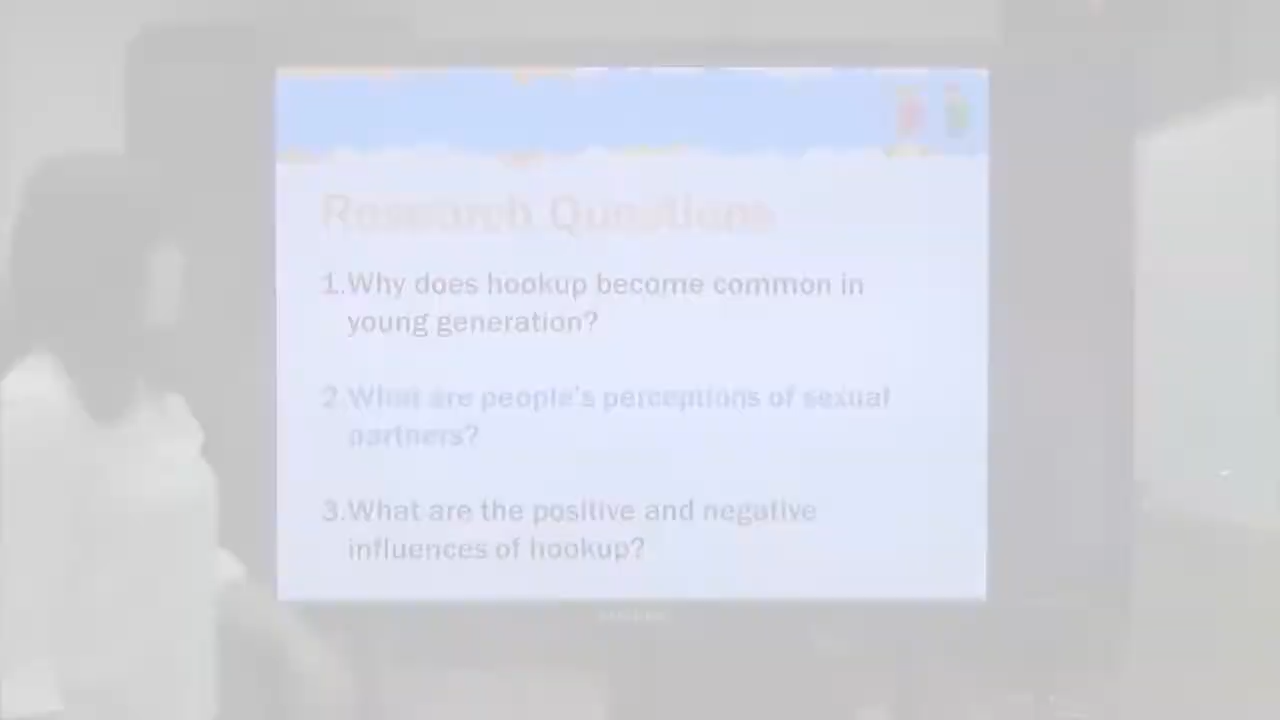 Research Questions
1.Why does hookup become common in
young generation?
2.What are people's perceptions of sexual
partners?
3.What are the positive and negative
influences of hookup?